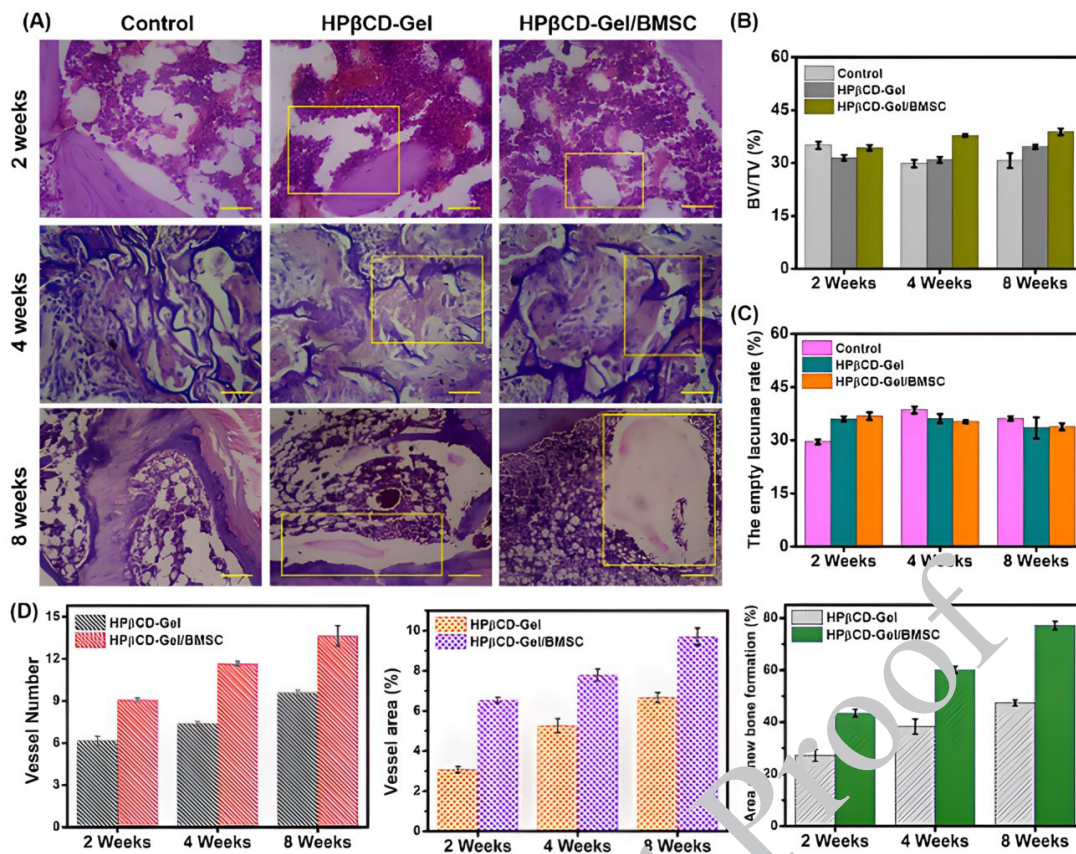 (A)
Control
HPβCD-Gel
HPβCD-Gel/BMSC
2 weeks
4 weeks
8 weeks
(B)
60
45
30
15
0
BV/TV (%)
Control
HPβCD-Gel
HPβCD-Gel/BMSC
2 Weeks
4 Weeks
8 Weeks
(C)
60
45
30
15
0
The empty lacunae rate (%)
Control
HPβCD-Gel
HPβCD-Gel/BMSC
2 Weeks
4 Weeks
8 Weeks
(D)
15
12
9
6
3
0
Vessel Number
HPβCD-Gel
HPβCD-Gel/BMSC
2 Weeks
4 Weeks
8 Weeks
10
8
6
4
2
0
Vessel area (%)
HPβCD-Gel
HPβCD-Gel/BMSC
2 Weeks
4 Weeks
8 Weeks
80
60
40
20
0
Area new bone formation (%)
HPβCD-Gel
HPβCD-Gel/BMSC
2 Weeks
4 Weeks
8 Weeks
Proof